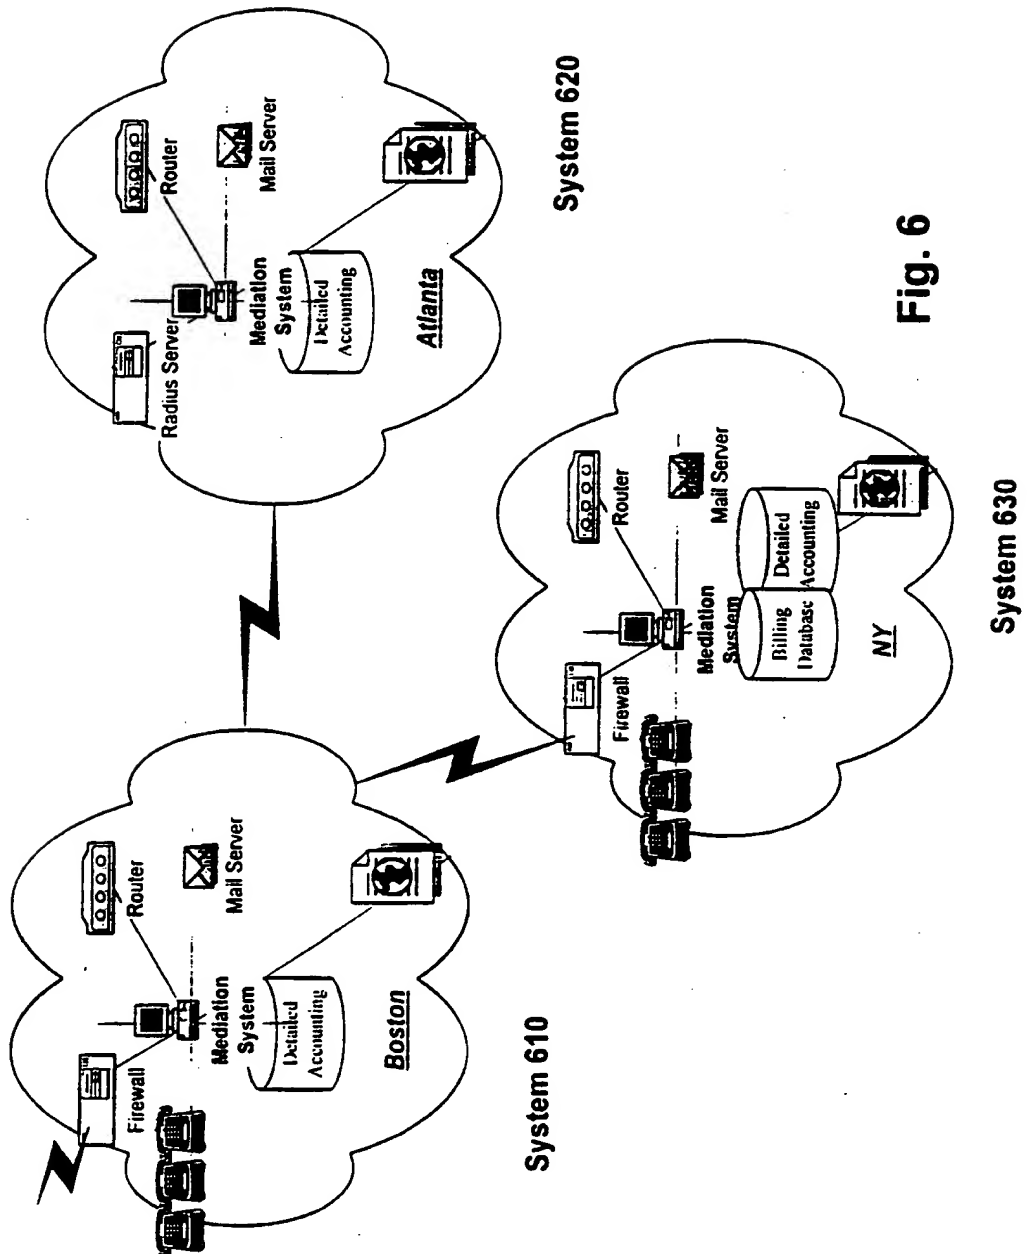 Firewall
Router
Mediation
System
Mail Server
Detailed
Accounting
Boston
System 610
Radius Server
Router
Mediation
System
Mail Server
Detailed
Accounting
Atlanta
System 620
Firewall
Router
Mediation
System
Mail Server
Billing
Database
Detailed
Accounting
NY
System 630
Fig. 6